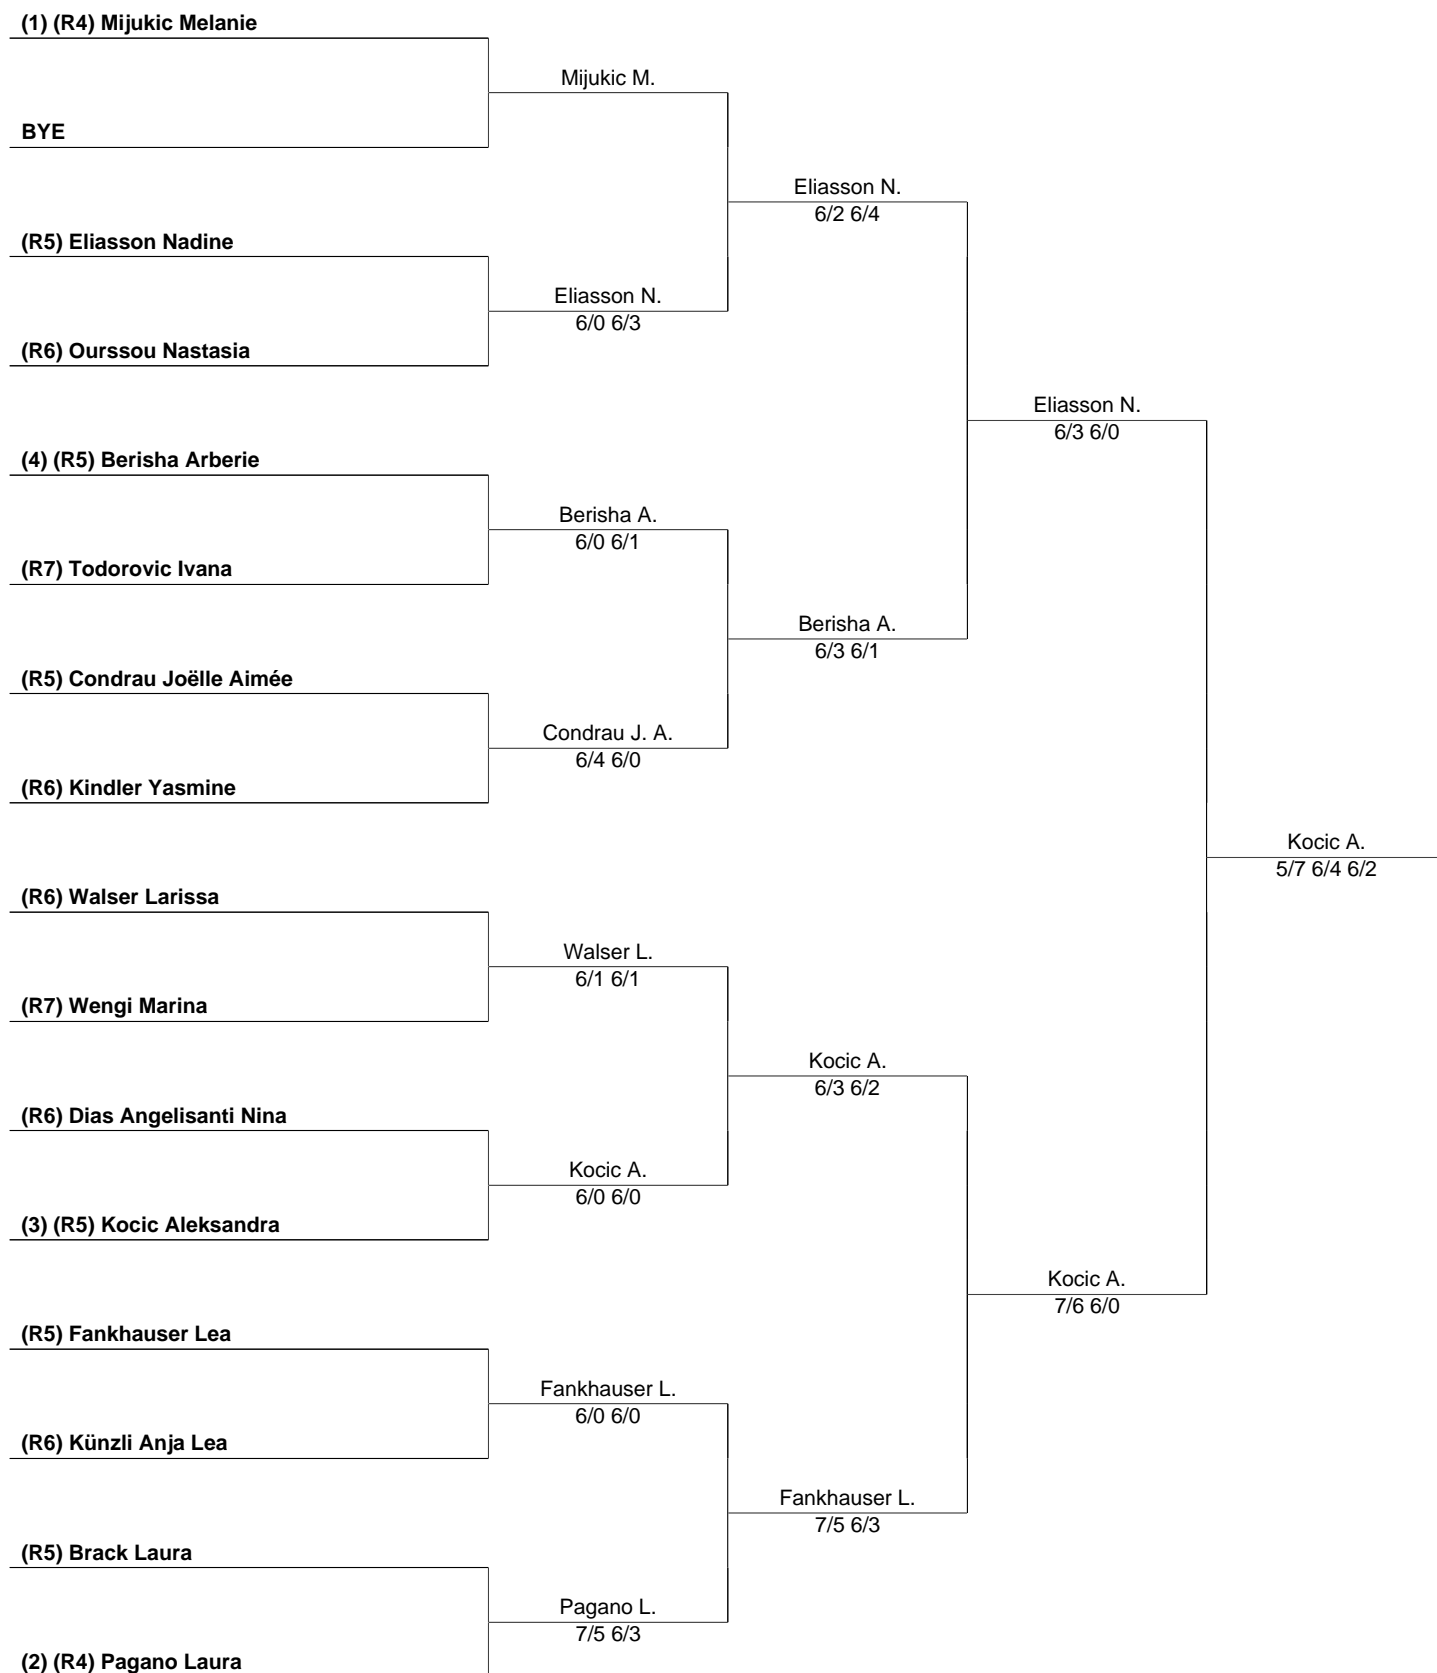 (1) (R4) Mijukic Melanie
Mijukic M.
BYE
Eliasson N.
6/2 6/4
(R5) Eliasson Nadine
Eliasson N.
6/0 6/3
(R6) Ourssou Nastasia
Eliasson N.
6/3 6/0
(4) (R5) Berisha Arberie
Berisha A.
6/0 6/1
(R7) Todorovic Ivana
Berisha A.
6/3 6/1
(R5) Condrau Joëlle Aimée
Condrau J. A.
6/4 6/0
(R6) Kindler Yasmine
Kocic A.
5/7 6/4 6/2
(R6) Walser Larissa
Walser L.
6/1 6/1
(R7) Wengi Marina
Kocic A.
6/3 6/2
(R6) Dias Angelisanti Nina
Kocic A.
6/0 6/0
(3) (R5) Kocic Aleksandra
Kocic A.
7/6 6/0
(R5) Fankhauser Lea
Fankhauser L.
6/0 6/0
(R6) Künzli Anja Lea
Fankhauser L.
7/5 6/3
(R5) Brack Laura
Pagano L.
7/5 6/3
(2) (R4) Pagano Laura